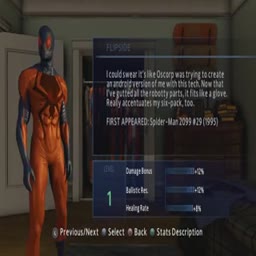 FLIPSIDE
I could swear it's like Oscorp was trying to create
an android version of me with this tech. Now that
I've gutted all the robotty parts, it fits like a glove.
Really accentuates my six-pack, too.
FIRST APPEARED: Spider-Man 2099 #29 (1995)
LEVEL
1
Damage Bonus +12%
Ballistic Res. +12%
Healing Rate +8%
Previous/Next Select Back Stats Description